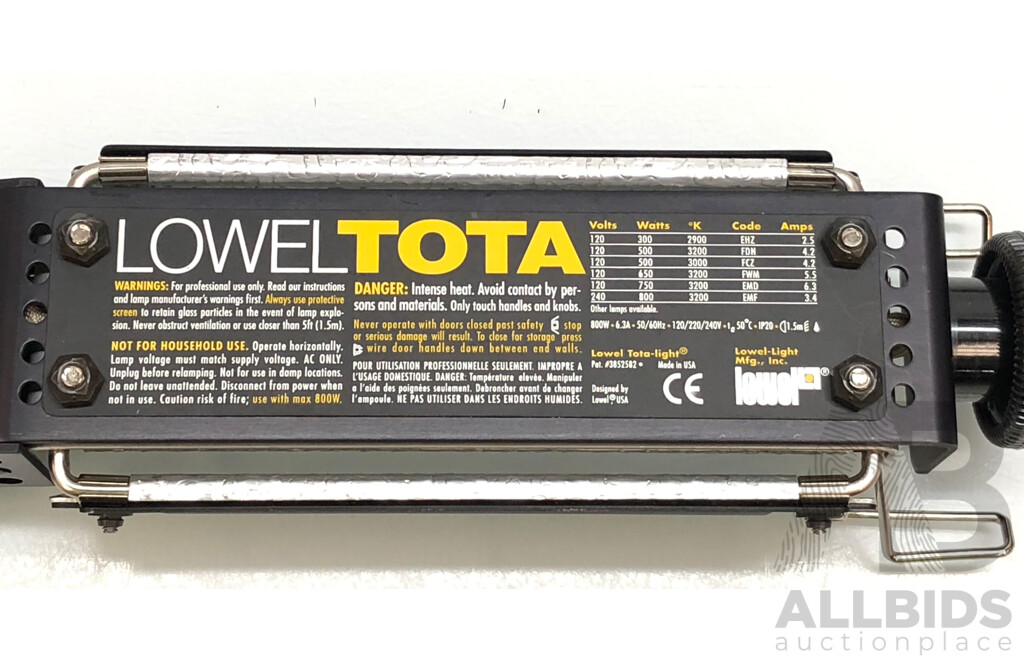 LOWEL TOTA
WARNINGS: For professional use only. Read our instructions
and lamp manufacturer's warnings first. Always use protective
screen to retain glass particles in the event of lamp explo-
sion. Never obstruct ventilation or use closer than 5ft (1.5m).
NOT FOR HOUSEHOLD USE. Operate horizontally.
Lamp voltage must match supply voltage. AC ONLY.
Unplug before relamping. Not for use in damp locations.
Do not leave unattended. Disconnect from power when
not in use. Caution risk of fire; use with max 800W.
DANGER: Intense heat. Avoid contact by per-
sons and materials. Only touch handles and knobs.
Never operate with doors closed past safety stop
or serious damage will result. To close for storage press
wire door handles down between end walls.
POUR UTILISATION PROFESSIONNELLE SEULEMENT. IMPROPRE A
L'USAGE DOMESTIQUE. DANGER: Température elevée. Manipuler
a l'aide des poignées seulement. Debrancher avant de changer
l'ampoule. NE PAS UTILISER DANS LES ENDROITS HUMIDES.
Volts Watts °K Code Amps
120 300 2900 EHZ 2.5
120 500 3200 FDN 4.2
120 500 3000 FCZ 4.2
120 650 3200 FWM 5.5
120 750 3200 EMD 6.3
240 800 3200 EMF 3.4
Other lamps available.
800W • 6.3A • 50/60Hz • 120/220/240V • ta 50°C • IP20 • 1.5m
Lowel Tota-light®
Pat. #3852582 • Made in USA
Designed by
Lowel® USA
CE
Lowel-Light
Mfg., Inc.
lowel®
B
ALLBIDS
auctionplace